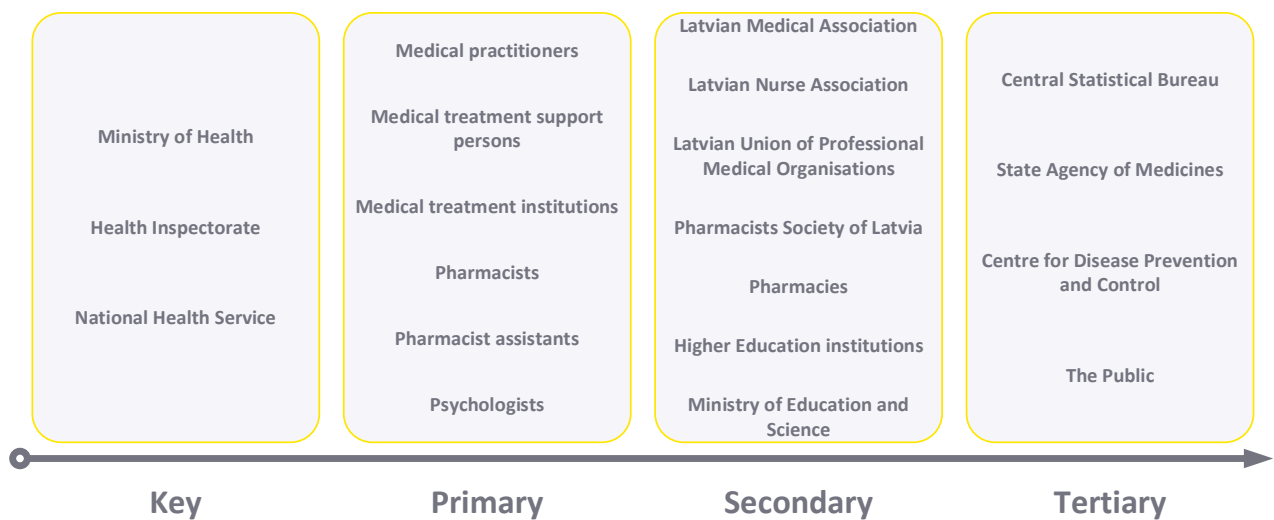 Ministry of Health
Health Inspectorate
National Health Service
Key
Medical practitioners
Medical treatment support
persons
Medical treatment institutions
Pharmacists
Pharmacist assistants
Psychologists
Primary
Latvian Medical Association
Latvian Nurse Association
Latvian Union of Professional
Medical Organisations
Pharmacists Society of Latvia
Pharmacies
Higher Education institutions
Ministry of Education and
Science
Secondary
Central Statistical Bureau
State Agency of Medicines
Centre for Disease Prevention
and Control
The Public
Tertiary